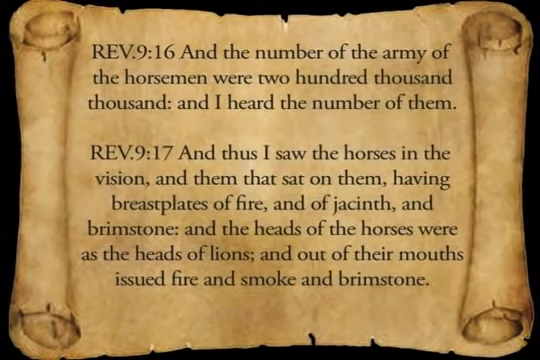 REV.9:16 And the number of the army of
the horsemen were two hundred thousand
thousand: and I heard the number of them.
REV.9:17 And thus I saw the horses in the
vision, and them that sat on them, having
breastplates of fire, and of jacinth, and
brimstone: and the heads of the horses were
as the heads of lions; and out of their mouths
issued fire and smoke and brimstone.